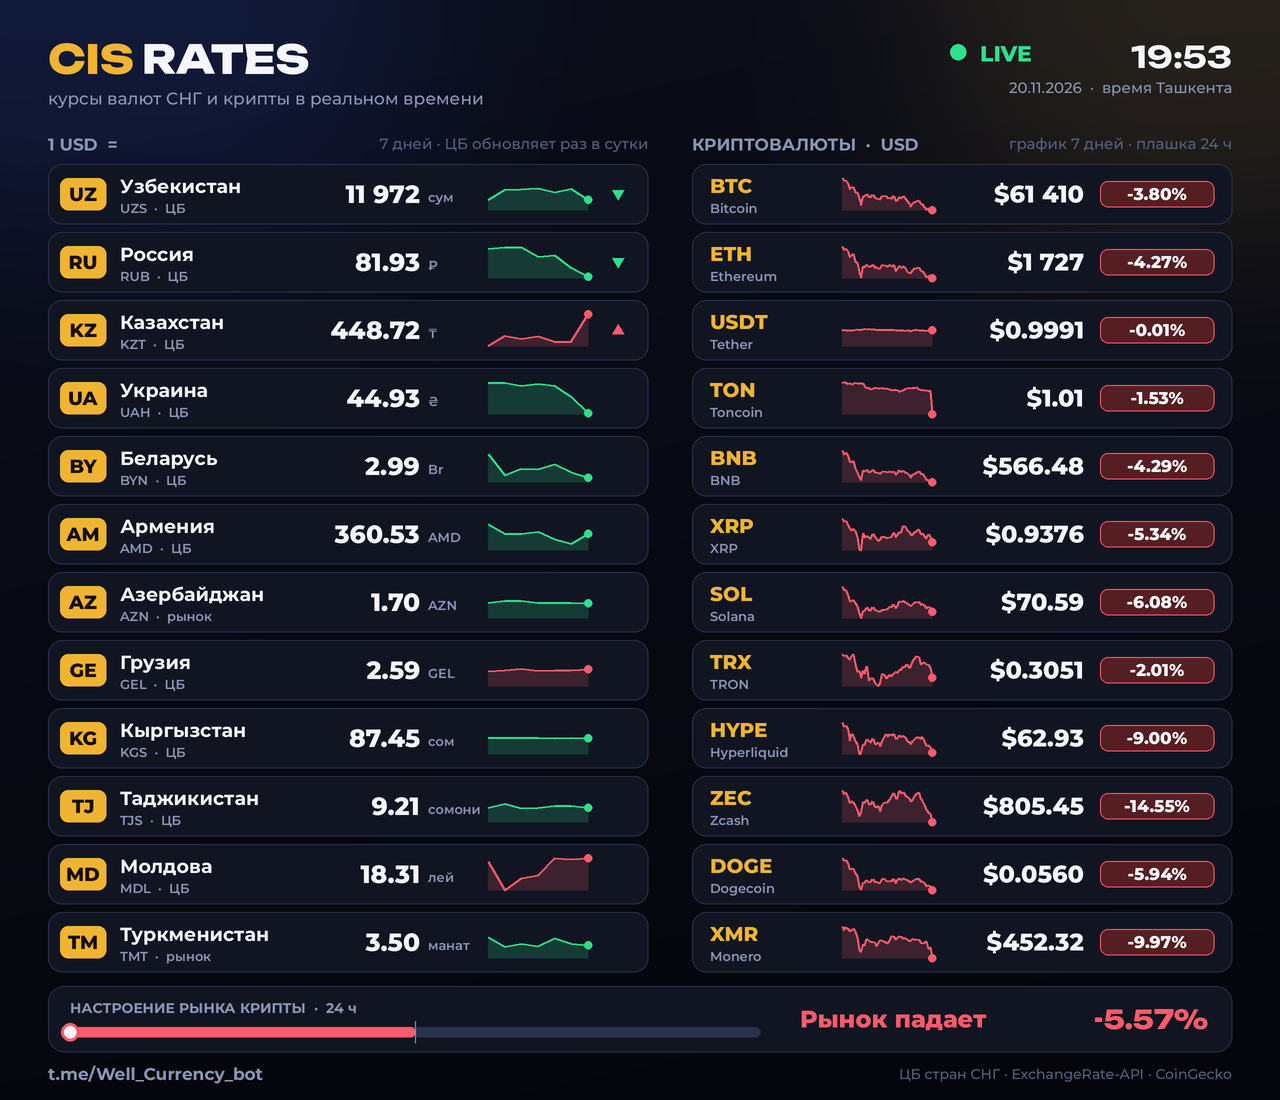 CIS RATES
курсы валют СНГ и крипты в реальном времени
LIVE
19:53
20.11.2026 · время Ташкента
1 USD =
7 дней · ЦБ обновляет раз в сутки
UZ
Узбекистан
UZS · ЦБ
11 972 сум
RU
Россия
RUB · ЦБ
81.93 ₽
KZ
Казахстан
KZT · ЦБ
448.72 ₸
UA
Украина
UAH · ЦБ
44.93 ₴
BY
Беларусь
BYN · ЦБ
2.99 Br
AM
Армения
AMD · ЦБ
360.53 AMD
AZ
Азербайджан
AZN · рынок
1.70 AZN
GE
Грузия
GEL · ЦБ
2.59 GEL
KG
Кыргызстан
KGS · ЦБ
87.45 сом
TJ
Таджикистан
TJS · ЦБ
9.21 сомони
MD
Молдова
MDL · ЦБ
18.31 лей
TM
Туркменистан
TMT · рынок
3.50 манат
КРИПТОВАЛЮТЫ · USD
график 7 дней · плашка 24 ч
BTC
Bitcoin
$61 410
-3.80%
ETH
Ethereum
$1 727
-4.27%
USDT
Tether
$0.9991
-0.01%
TON
Toncoin
$1.01
-1.53%
BNB
BNB
$566.48
-4.29%
XRP
XRP
$0.9376
-5.34%
SOL
Solana
$70.59
-6.08%
TRX
TRON
$0.3051
-2.01%
HYPE
Hyperliquid
$62.93
-9.00%
ZEC
Zcash
$805.45
-14.55%
DOGE
Dogecoin
$0.0560
-5.94%
XMR
Monero
$452.32
-9.97%
НАСТРОЕНИЕ РЫНКА КРИПТЫ · 24 ч
Рынок падает
-5.57%
t.me/Well_Currency_bot
ЦБ стран СНГ · ExchangeRate-API · CoinGecko